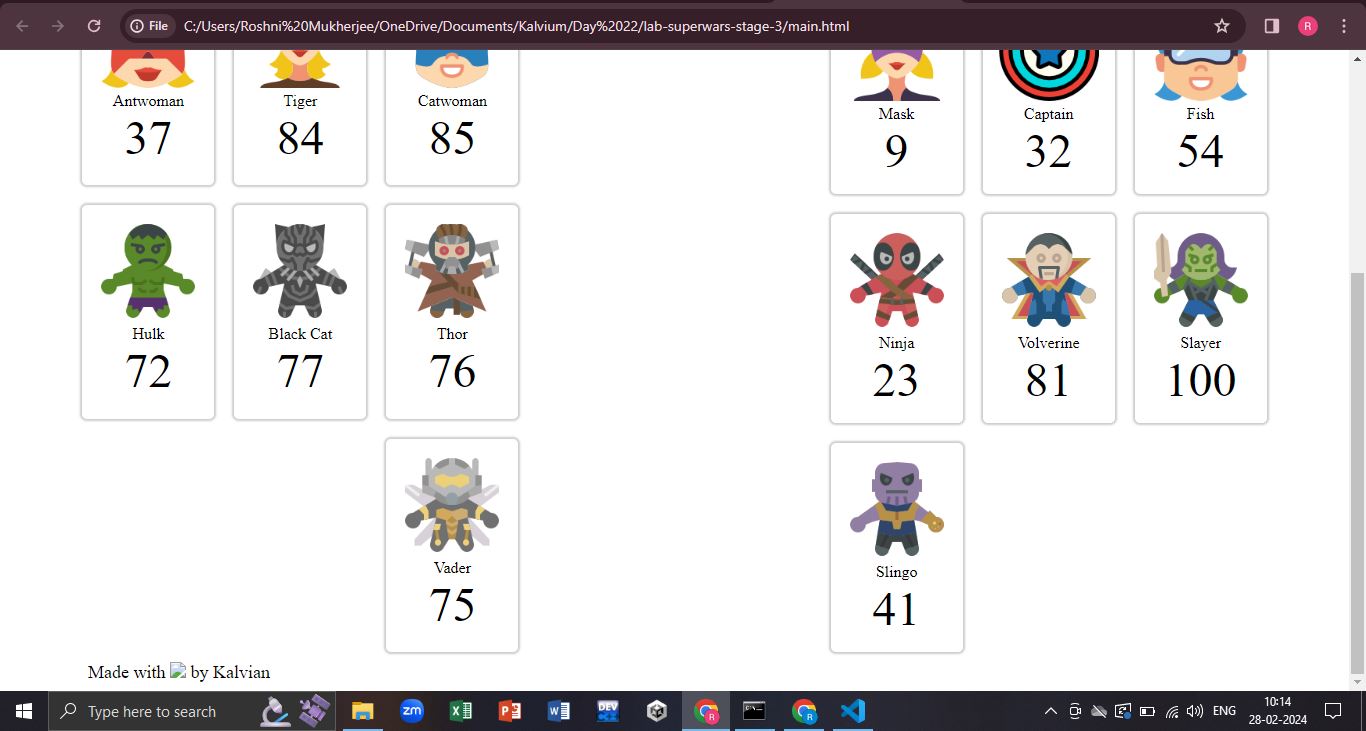 File C:/Users/Roshni%20Mukherjee/OneDrive/Documents/Kalvium/Day%2022/lab-superwars-stage-3/main.html R
Antwoman Tiger Catwoman
37 84 85
Mask Captain Fish
9 32 54
Hulk Black Cat Thor
72 77 76
Ninja Volverine Slayer
23 81 100
Vader
75
Slingo
41
Made with by Kalvian
Type here to search
zm
DEV
R
R
ENG
10:14
28-02-2024